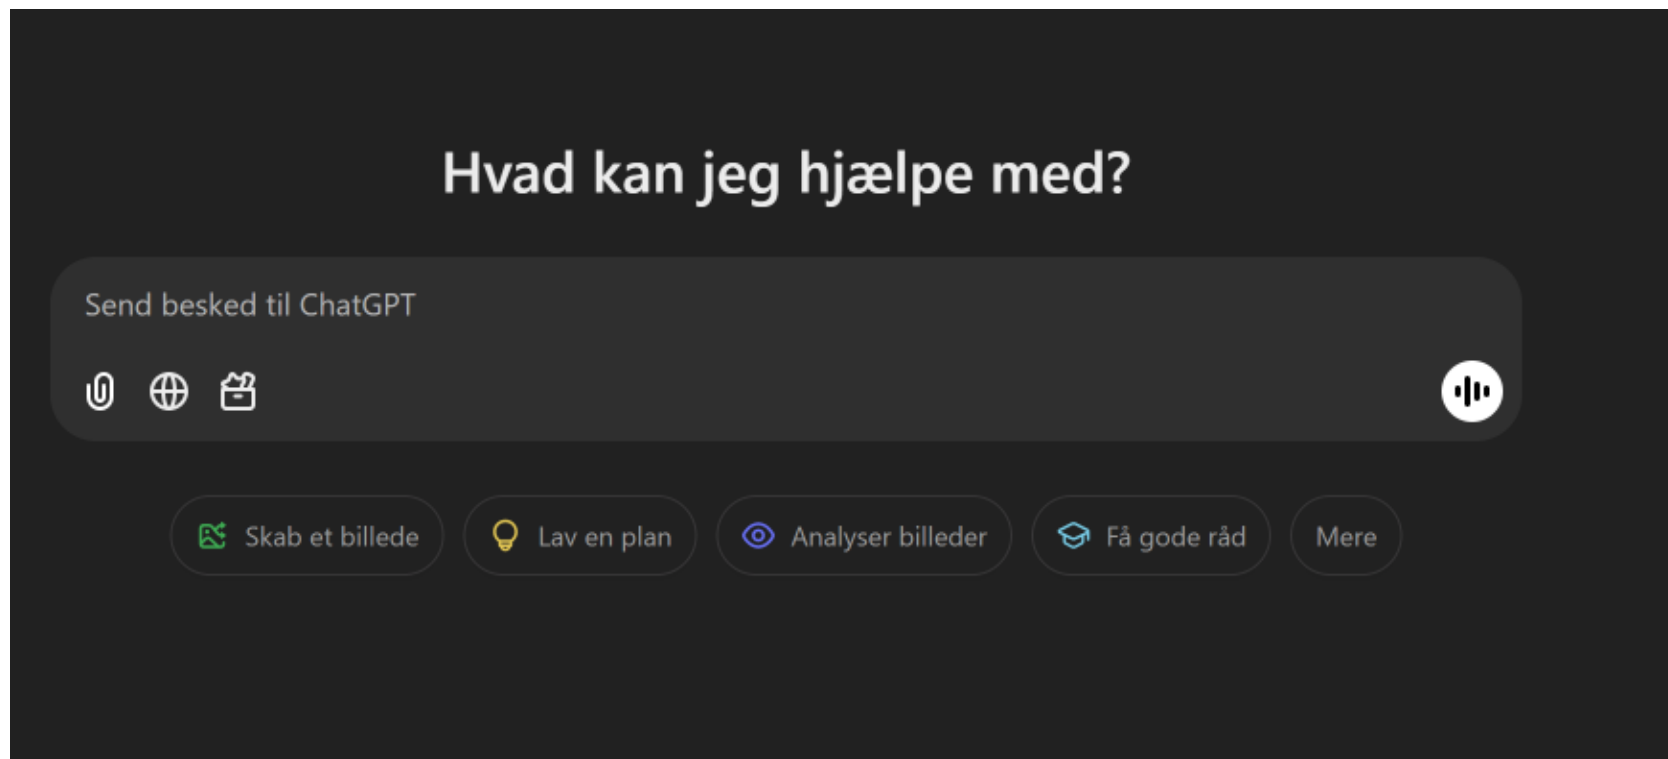 Hvad kan jeg hjælpe med?
Send besked til ChatGPT
Skab et billede
Lav en plan
Analyser billeder
Få gode råd
Mere